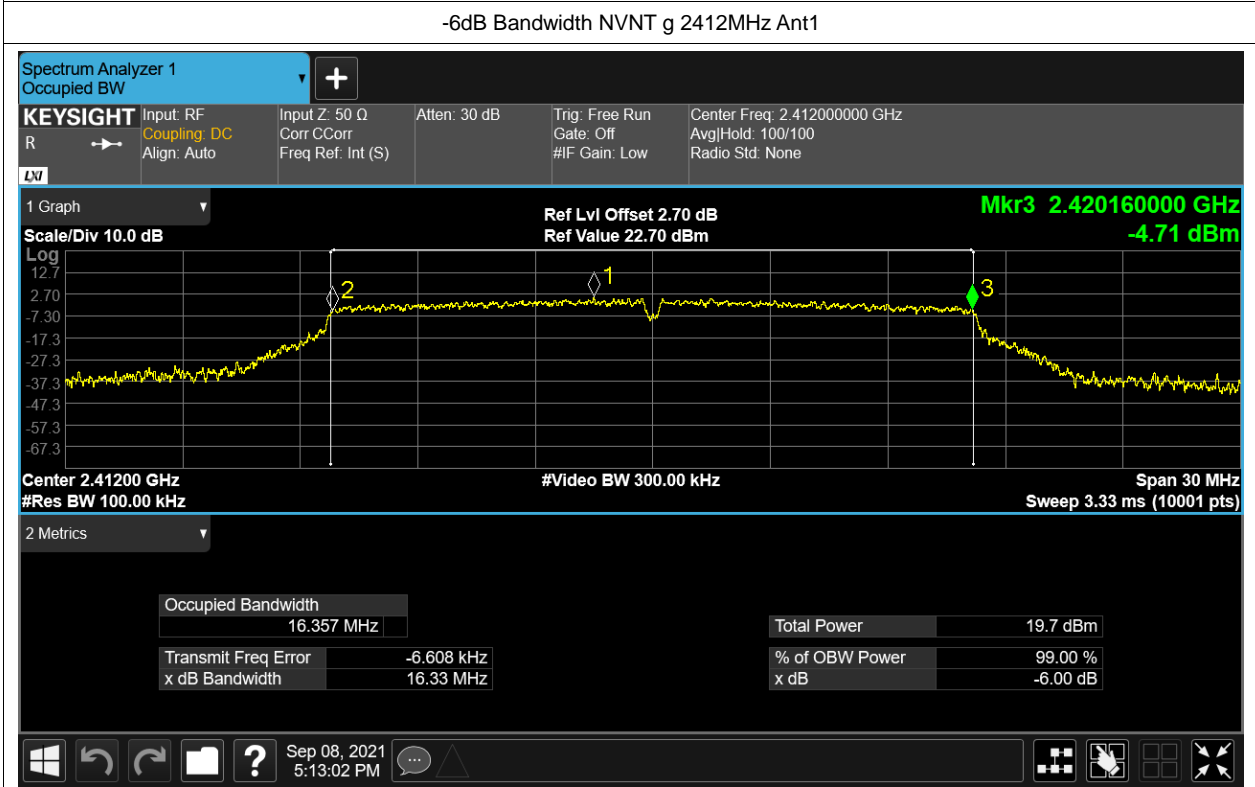 -6dB Bandwidth NVNT g 2412MHz Ant1
Spectrum Analyzer 1
Occupied BW
KEYSIGHT
R
LXI
Input: RF
Coupling: DC
Align: Auto
Input Z: 50 Ω
Corr CCorr
Freq Ref: Int (S)
Atten: 30 dB
Trig: Free Run
Gate: Off
#IF Gain: Low
Center Freq: 2.412000000 GHz
Avg|Hold: 100/100
Radio Std: None
1 Graph
Scale/Div 10.0 dB
Ref Lvl Offset 2.70 dB
Ref Value 22.70 dBm
Mkr3 2.420160000 GHz
-4.71 dBm
Log
12.7
2.70
-7.30
-17.3
-27.3
-37.3
-47.3
-57.3
-67.3
2
1
3
Center 2.41200 GHz
#Res BW 100.00 kHz
#Video BW 300.00 kHz
Span 30 MHz
Sweep 3.33 ms (10001 pts)
2 Metrics
Occupied Bandwidth
16.357 MHz
Transmit Freq Error -6.608 kHz
x dB Bandwidth 16.33 MHz
Total Power 19.7 dBm
% of OBW Power 99.00 %
x dB -6.00 dB
?
Sep 08, 2021
5:13:02 PM